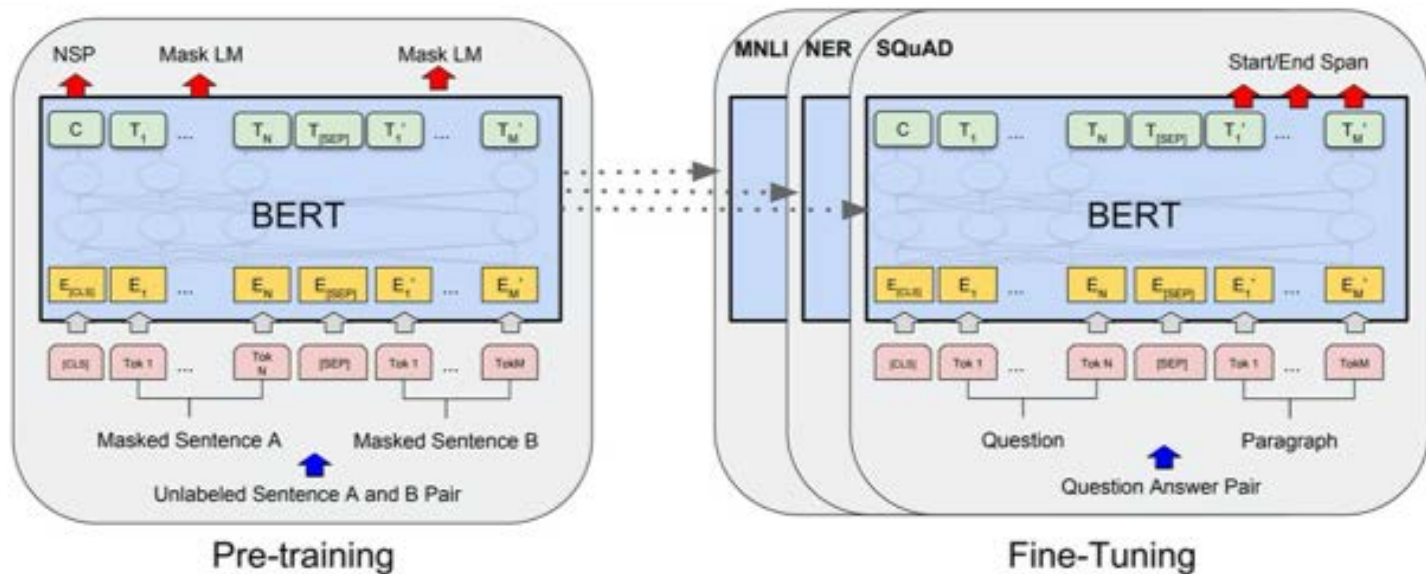 NSP Mask LM Mask LM
C T1 ... TN T[SEP] T1' ... TM'
BERT
E[CLS] E1 ... EN E[SEP] E1' ... EM'
[CLS] Tok 1 ... Tok N [SEP] Tok 1 ... TokM
Masked Sentence A Masked Sentence B
Unlabeled Sentence A and B Pair
Pre-training
MNLI NER SQuAD
Start/End Span
C T1 ... TN T[SEP] T1' ... TM'
BERT
E[CLS] E1 ... EN E[SEP] E1' ... EM'
[CLS] Tok 1 ... Tok N [SEP] Tok 1 ... TokM
Question Paragraph
Question Answer Pair
Fine-Tuning